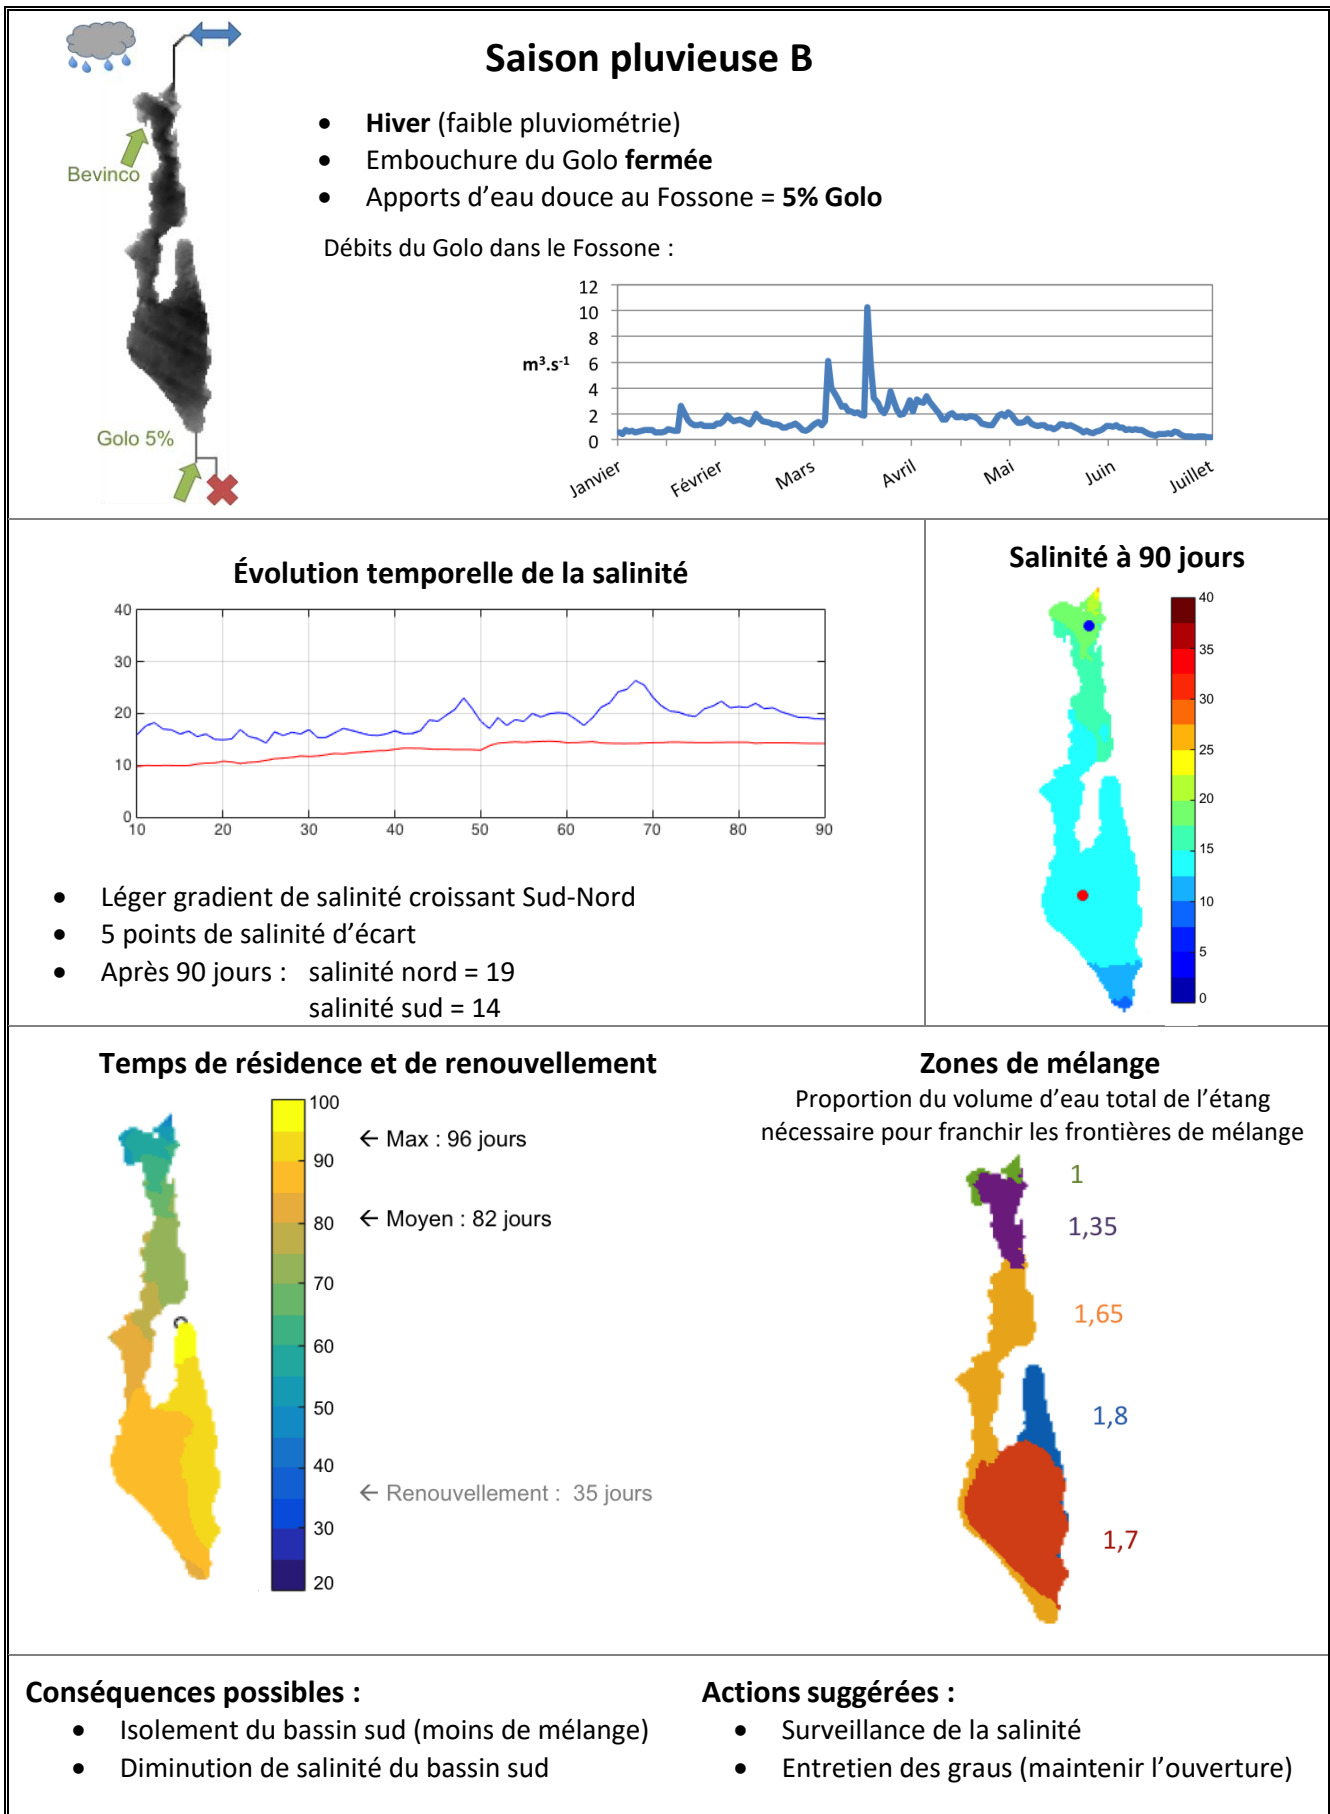 Saison pluvieuse B
Bevinco
Golo 5%
• Hiver (faible pluviométrie)
• Embouchure du Golo fermée
• Apports d’eau douce au Fossone = 5% Golo
Débits du Golo dans le Fossone :
12
10
8
m³.s⁻¹ 6
4
2
0
Janvier Février Mars Avril Mai Juin Juillet
Évolution temporelle de la salinité
40
30
20
10
0
10 20 30 40 50 60 70 80 90
• Léger gradient de salinité croissant Sud-Nord
• 5 points de salinité d’écart
• Après 90 jours : salinité nord = 19
salinité sud = 14
Salinité à 90 jours
40
35
30
25
20
15
10
5
0
Temps de résidence et de renouvellement
100
← Max : 96 jours
90
80 ← Moyen : 82 jours
70
60
50
40
← Renouvellement : 35 jours
30
20
Zones de mélange
Proportion du volume d’eau total de l’étang
nécessaire pour franchir les frontières de mélange
1
1,35
1,65
1,8
1,7
Conséquences possibles :
• Isolement du bassin sud (moins de mélange)
• Diminution de salinité du bassin sud
Actions suggérées :
• Surveillance de la salinité
• Entretien des graus (maintenir l’ouverture)